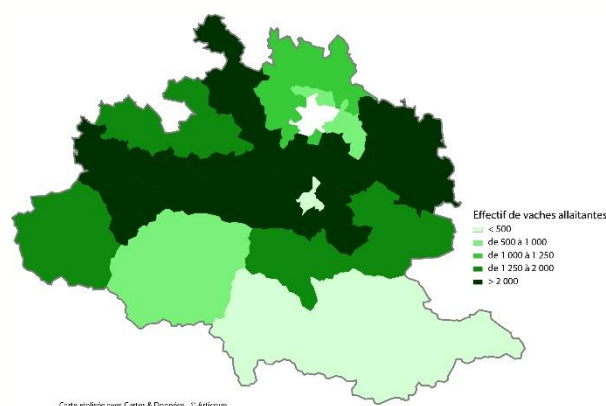 Effectif de vaches allaitantes
< 500
de 500 à 1 000
de 1 000 à 1 250
de 1 250 à 2 000
> 2 000
Carte réalisée avec Cartes & Données - © Articque